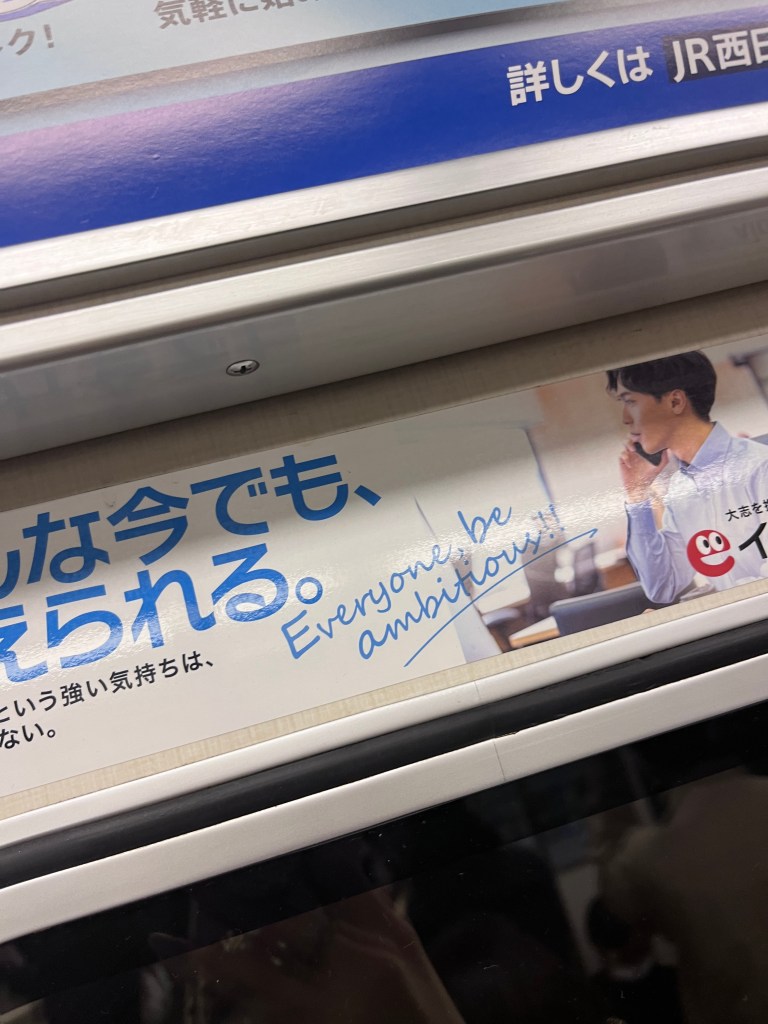 ク!
気軽に始
詳しくは JR西日
な今でも、
えられる。
という強い気持ちは、
ない。
Everyone, be
ambitious!!
大志を
e イ